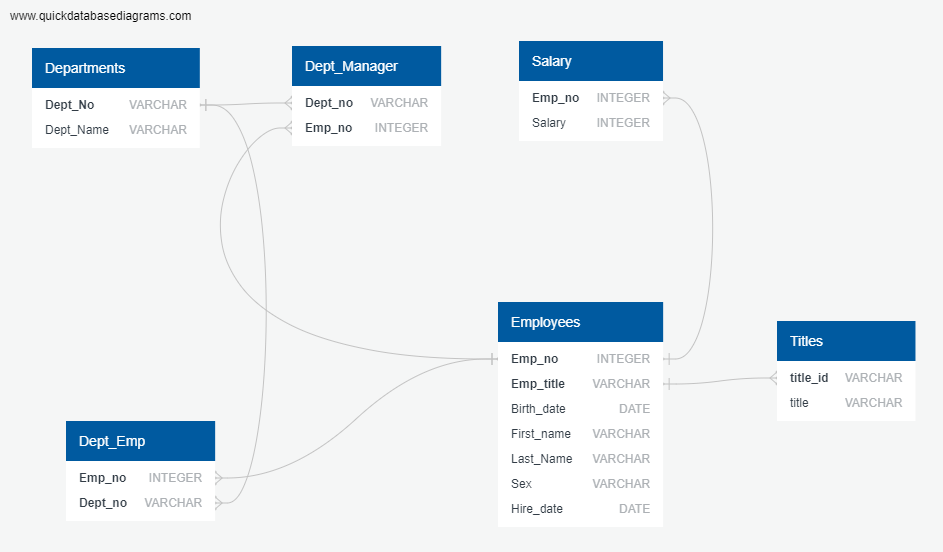 www.quickdatabasediagrams.com
Departments
Dept_No VARCHAR
Dept_Name VARCHAR
Dept_Manager
Dept_no VARCHAR
Emp_no INTEGER
Salary
Emp_no INTEGER
Salary INTEGER
Employees
Emp_no INTEGER
Emp_title VARCHAR
Birth_date DATE
First_name VARCHAR
Last_Name VARCHAR
Sex VARCHAR
Hire_date DATE
Titles
title_id VARCHAR
title VARCHAR
Dept_Emp
Emp_no INTEGER
Dept_no VARCHAR